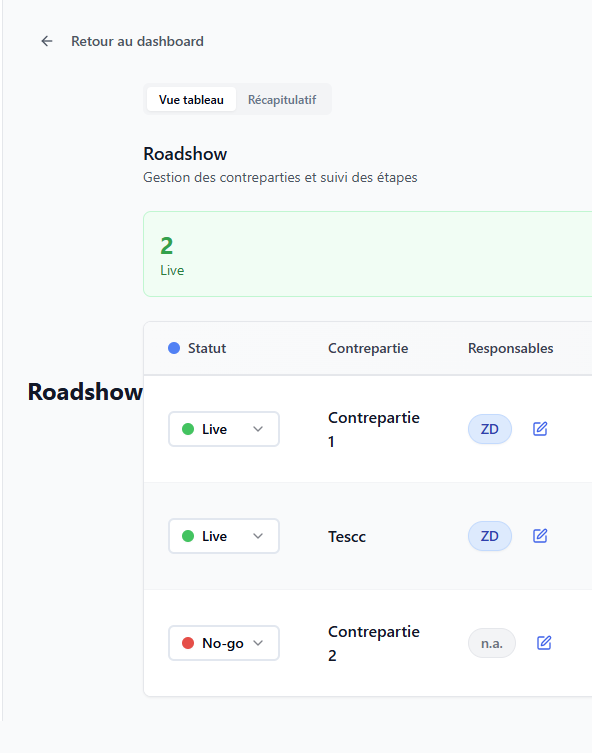 Retour au dashboard
Vue tableau
Récapitulatif
Roadshow
Gestion des contreparties et suivi des étapes
2
Live
Statut
Contrepartie
Responsables
Roadshow
Live
Contrepartie
1
ZD
Live
Tescc
ZD
No-go
Contrepartie
2
n.a.